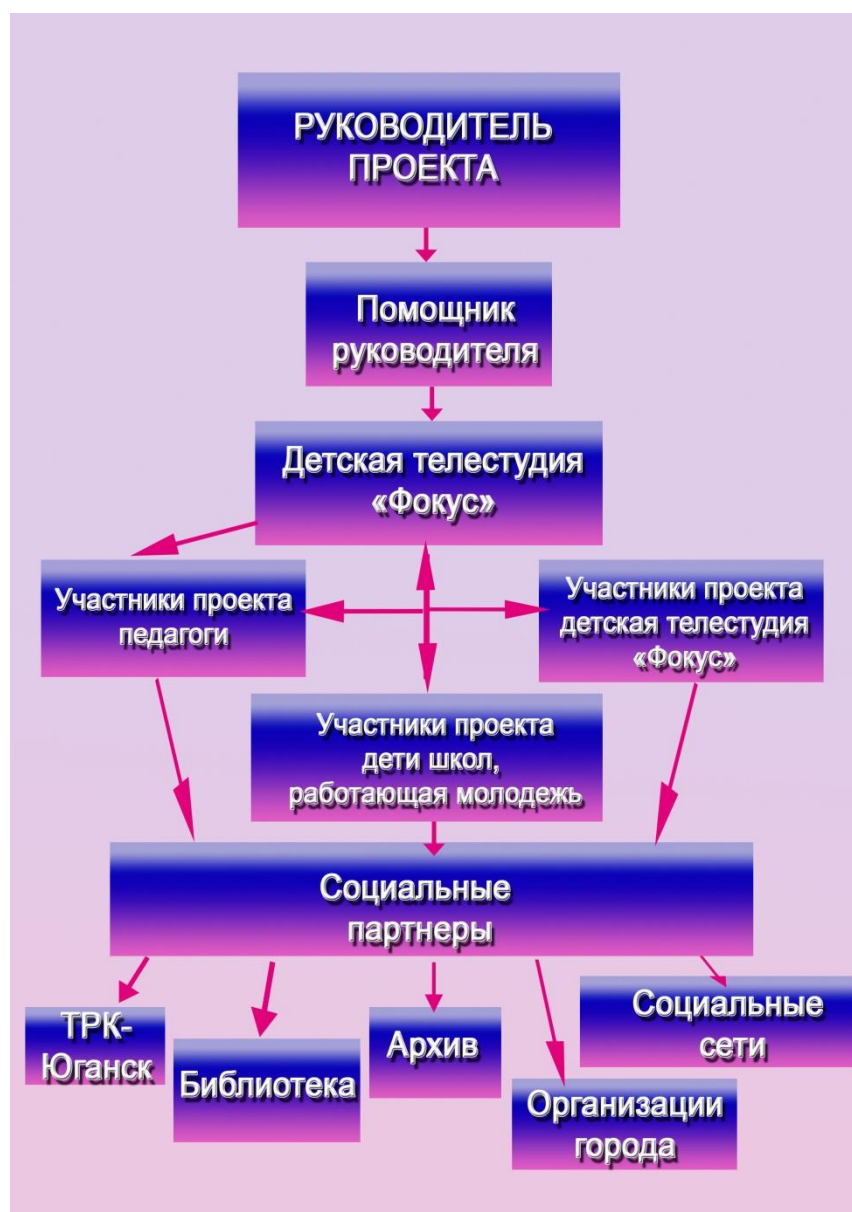 РУКОВОДИТЕЛЬ
ПРОЕКТА
Помощник
руководителя
Детская телестудия
«Фокус»
Участники проекта
педагоги
Участники проекта
детская телестудия
«Фокус»
Участники проекта
дети школ,
работающая молодежь
Социальные
партнеры
ТРК-
Юганск
Библиотека
Архив
Организации
города
Социальные
сети